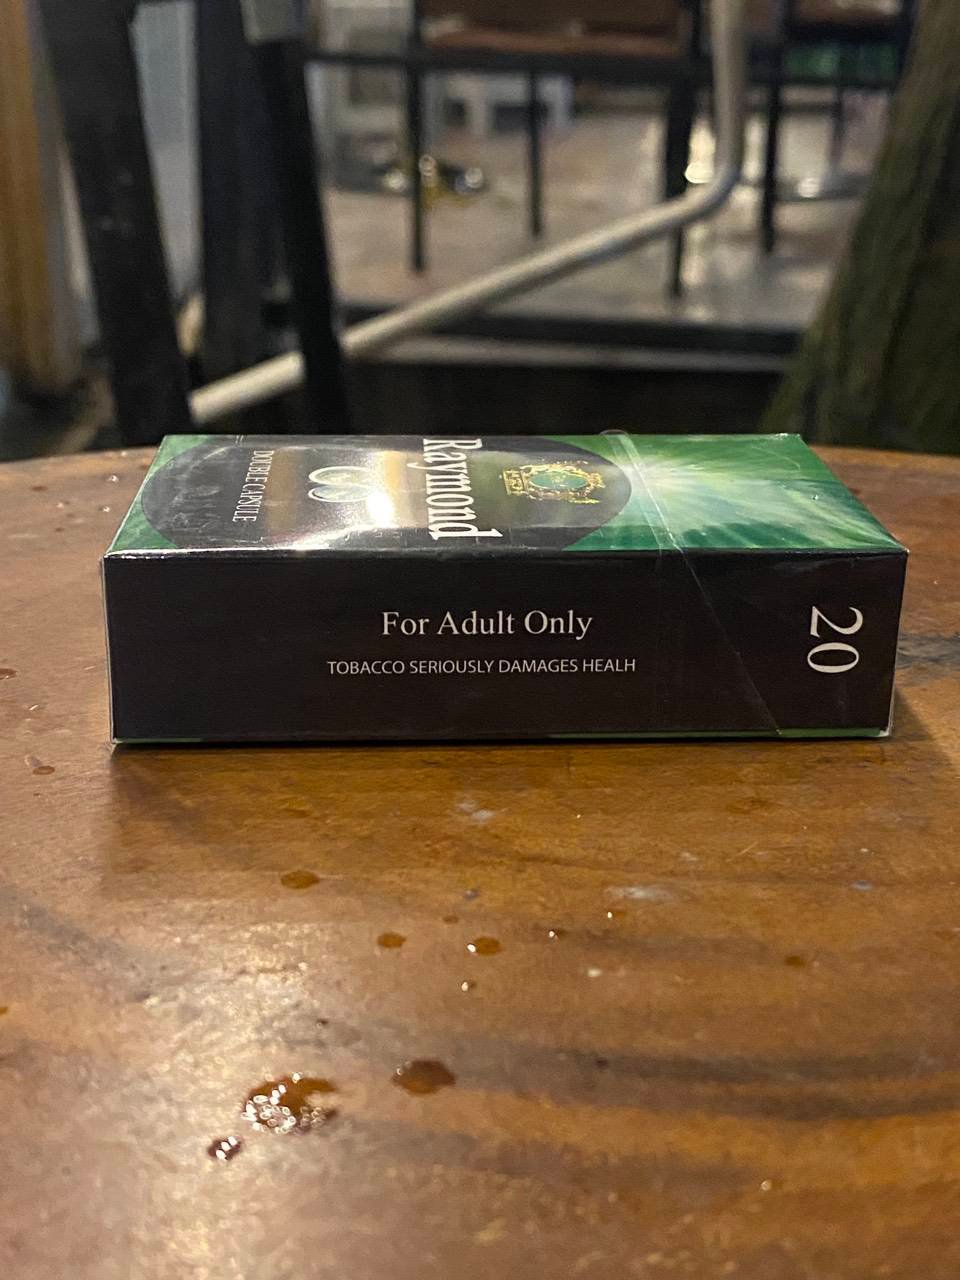 Raymond
DOUBLE CAPSULE
For Adult Only
TOBACCO SERIOUSLY DAMAGES HEALH
20